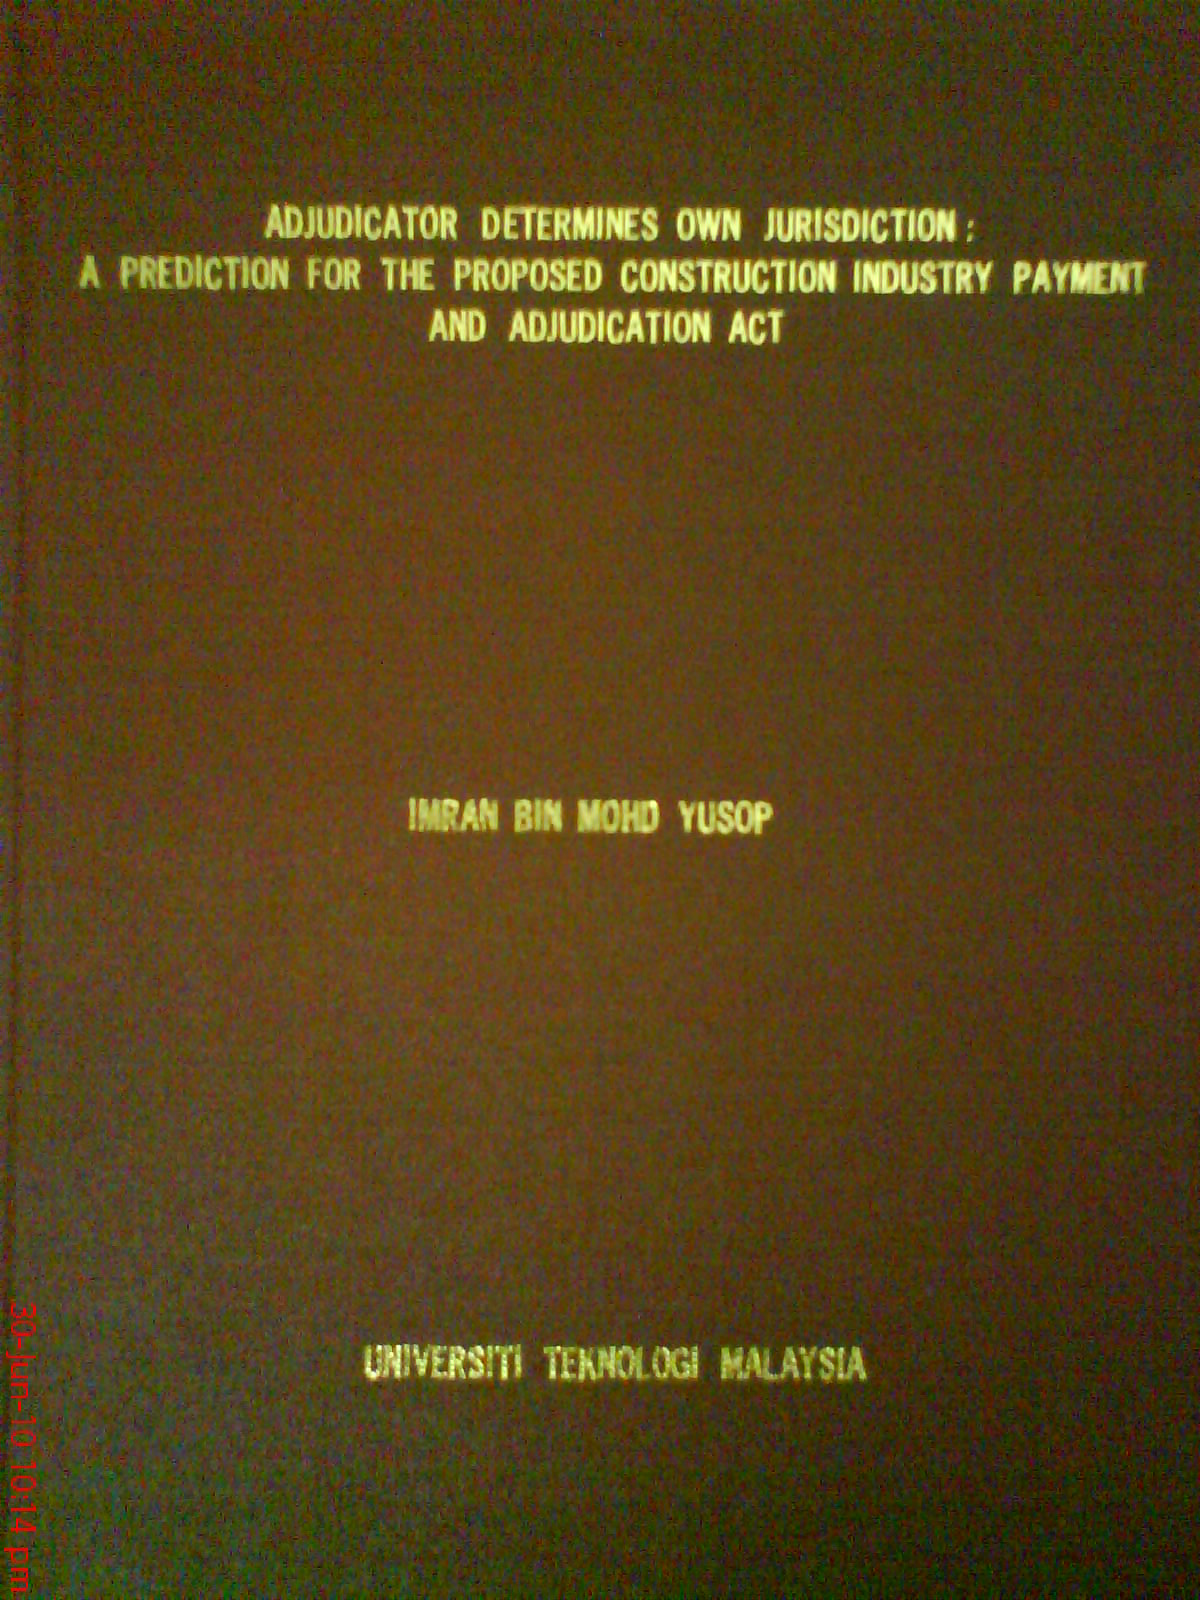 ADJUDICATOR DETERMINES OWN JURISDICTION :
A PREDICTION FOR THE PROPOSED CONSTRUCTION INDUSTRY PAYMENT
AND ADJUDICATION ACT
IMRAN BIN MOHD YUSOP
UNIVERSITI TEKNOLOGI MALAYSIA
30-Jun-10 10:14 pm